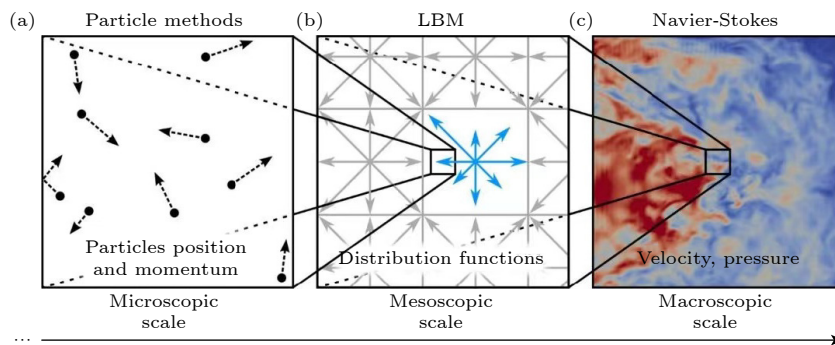 (a) Particle methods (b) LBM (c) Navier-Stokes
Particles position
and momentum
Distribution functions
Velocity, pressure
Microscopic
scale
Mesoscopic
scale
Macroscopic
scale
...